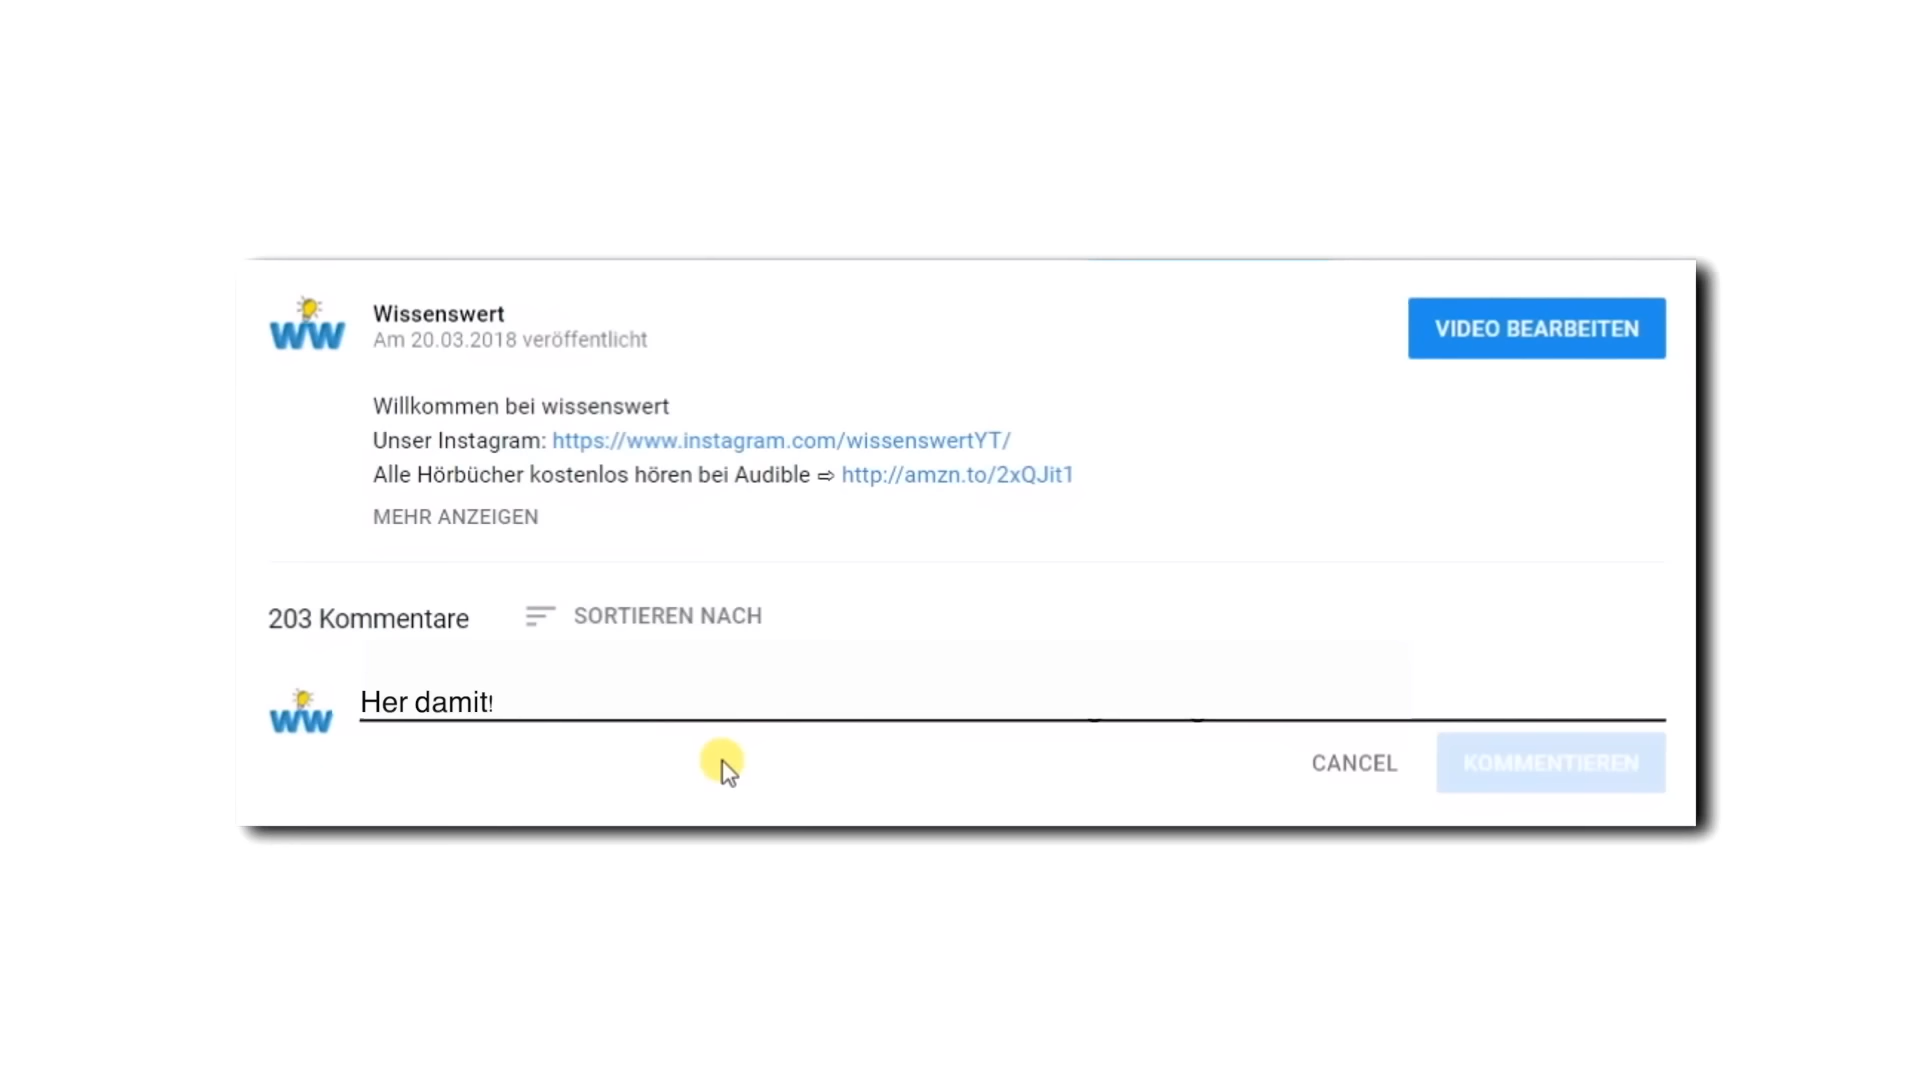 WW
Wissenswert
Am 20.03.2018 veröffentlicht
VIDEO BEARBEITEN
Willkommen bei wissenswert
Unser Instagram: https://www.instagram.com/wissenswertYT/
Alle Hörbücher kostenlos hören bei Audible ⇨ http://amzn.to/2xQJit1
MEHR ANZEIGEN
203 Kommentare
SORTIEREN NACH
WW
Her damit!
CANCEL
KOMMENTIEREN